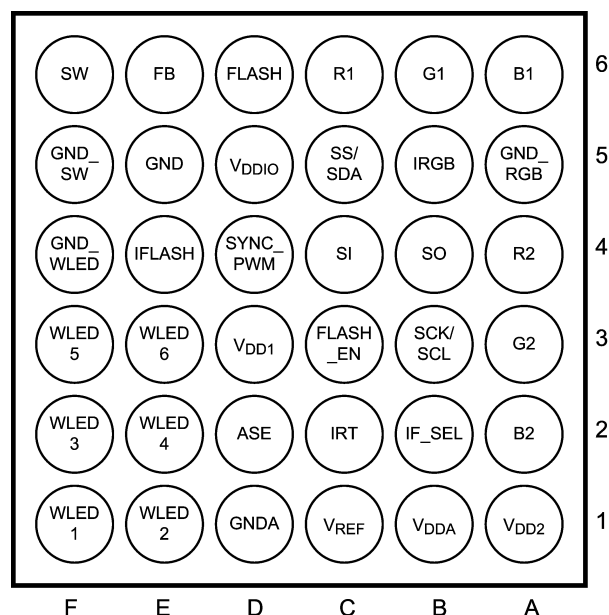 SW FB FLASH R1 G1 B1 6
GND_
SW GND VDDIO SS/
SDA IRGB GND_
RGB 5
GND_
WLED IFLASH SYNC_
PWM SI SO R2 4
WLED
5 WLED
6 VDD1 FLASH
_EN SCK/
SCL G2 3
WLED
3 WLED
4 ASE IRT IF_SEL B2 2
WLED
1 WLED
2 GNDA VREF VDDA VDD2 1
F E D C B A